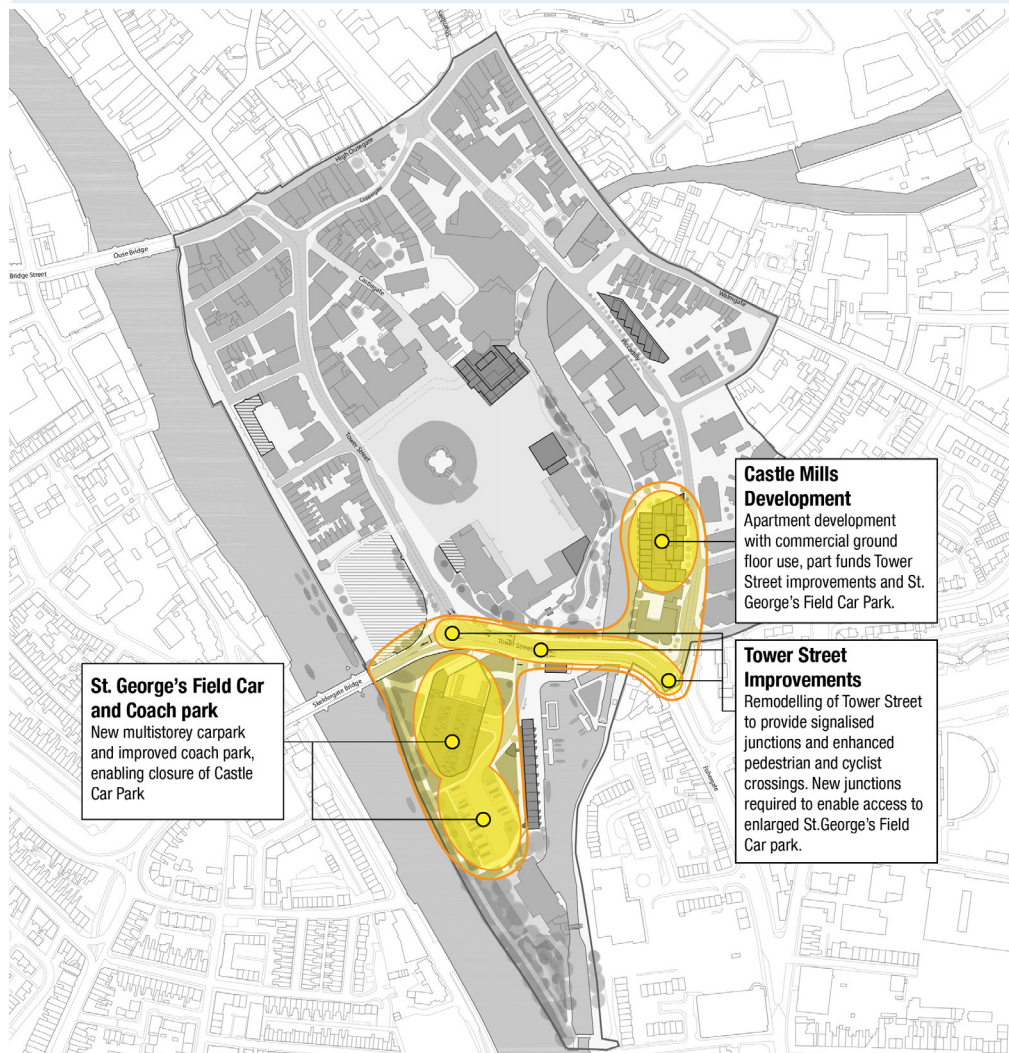 High Ousegate
Coppergate
Ouse Bridge
Bridge Street
Castlegate
Walmgate
Piccadilly
Tower Street
Castle Mills
Development
Apartment development
with commercial ground
floor use, part funds Tower
Street improvements and St.
George's Field Car Park.
Tower street
St. George's Field Car
and Coach park
New multistorey carpark
and improved coach park,
enabling closure of Castle
Car Park
Skeldergate Bridge
Tower Street
Improvements
Remodelling of Tower Street
to provide signalised
junctions and enhanced
pedestrian and cyclist
crossings. New junctions
required to enable access to
enlarged St.George's Field
Car park.
Fishergate